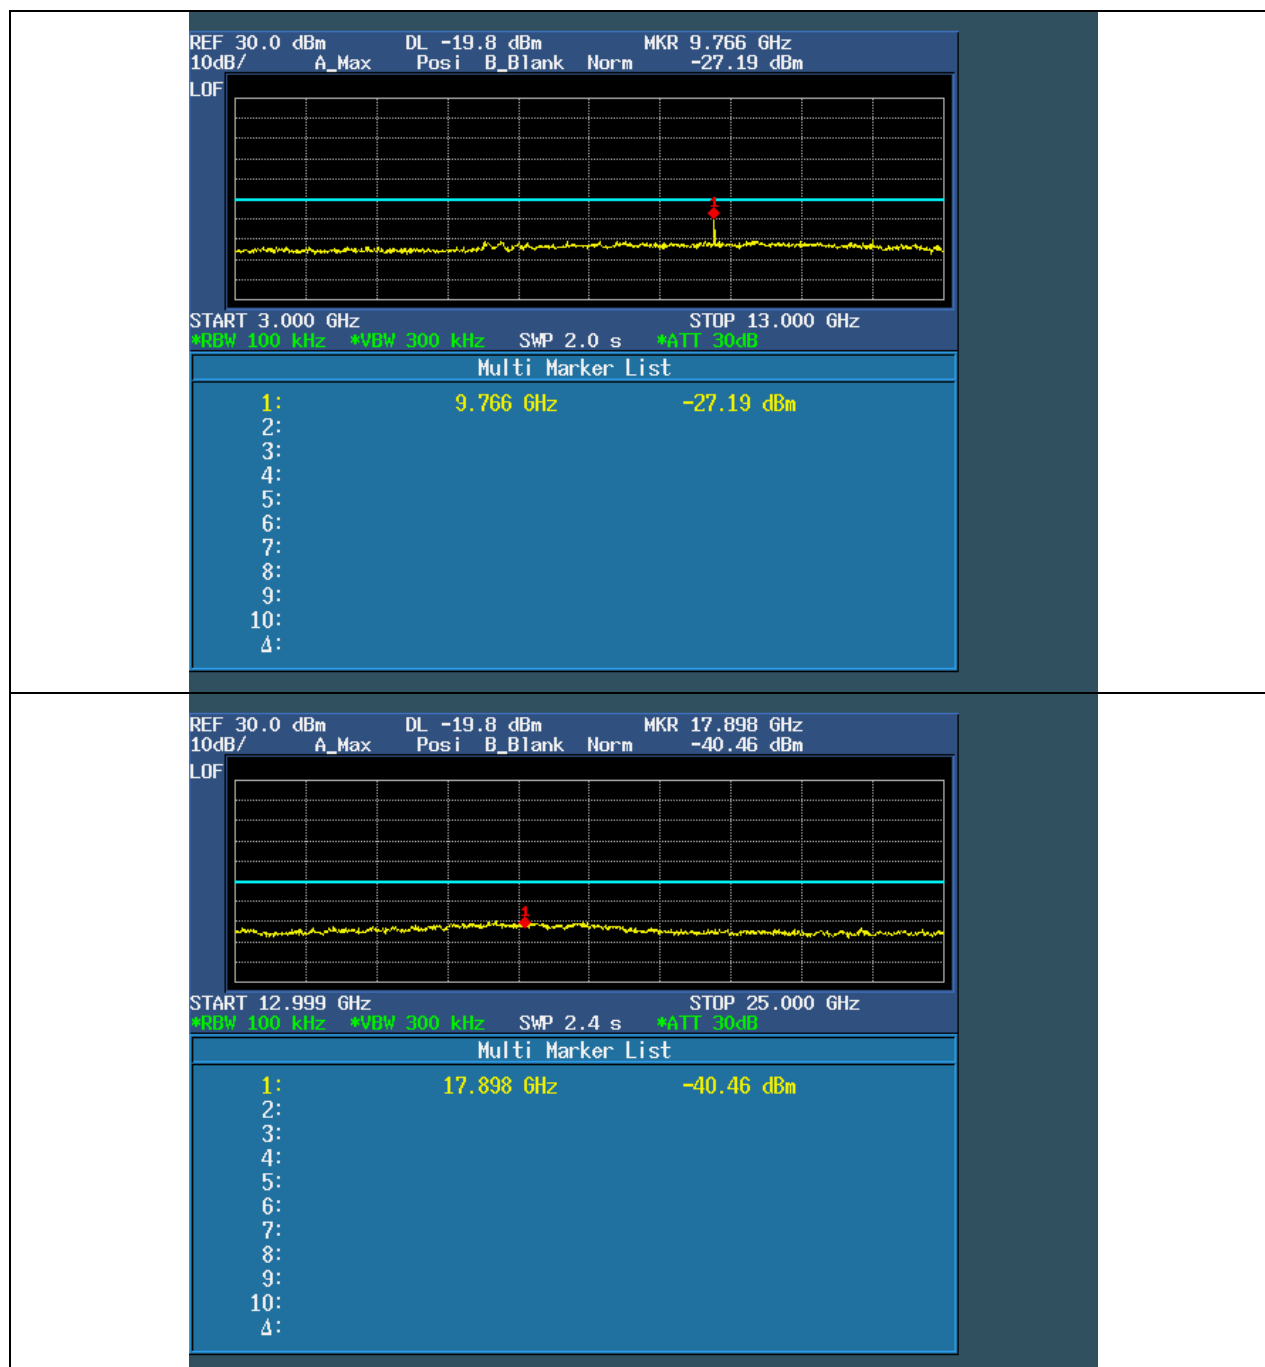 REF 30.0 dBm DL -19.8 dBm MKR 9.766 GHz
10dB/ A_Max Posi B_Blank Norm -27.19 dBm
LOF
1
START 3.000 GHz STOP 13.000 GHz
*RBW 100 kHz *VBW 300 kHz SWP 2.0 s *ATT 30dB
Multi Marker List
1: 9.766 GHz -27.19 dBm
2:
3:
4:
5:
6:
7:
8:
9:
10:
Δ:
REF 30.0 dBm DL -19.8 dBm MKR 17.898 GHz
10dB/ A_Max Posi B_Blank Norm -40.46 dBm
LOF
1
START 12.999 GHz STOP 25.000 GHz
*RBW 100 kHz *VBW 300 kHz SWP 2.4 s *ATT 30dB
Multi Marker List
1: 17.898 GHz -40.46 dBm
2:
3:
4:
5:
6:
7:
8:
9:
10:
Δ: